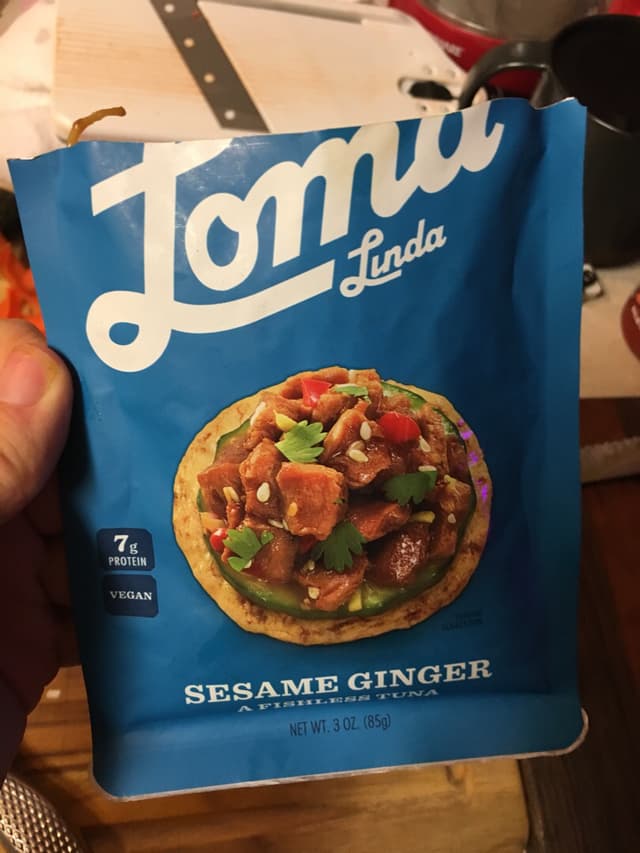 Loma
Linda
7g
PROTEIN
VEGAN
SESAME GINGER
A FISHLESS TUNA
NET WT. 3 OZ. (85g)